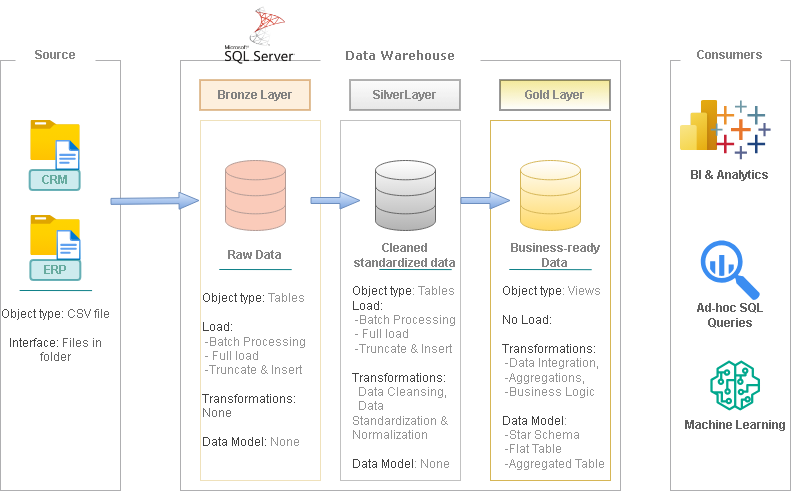 Source
Microsoft
SQL Server
Data Warehouse
Consumers
Bronze Layer
SilverLayer
Gold Layer
CRM
ERP
Object type: CSV file
Interface: Files in
folder
Raw Data
Object type: Tables
Load:
-Batch Processing
- Full load
-Truncate & Insert
Transformations:
None
Data Model: None
Cleaned
standardized data
Object type: Tables
Load:
-Batch Processing
- Full load
-Truncate & Insert
Transformations:
Data Cleansing,
Data
Standardization &
Normalization
Data Model: None
Business-ready
Data
Object type: Views
No Load:
Transformations:
-Data Integration,
-Aggregations,
-Business Logic
Data Model:
-Star Schema
-Flat Table
-Aggregated Table
BI & Analytics
Ad-hoc SQL
Queries
Machine Learning